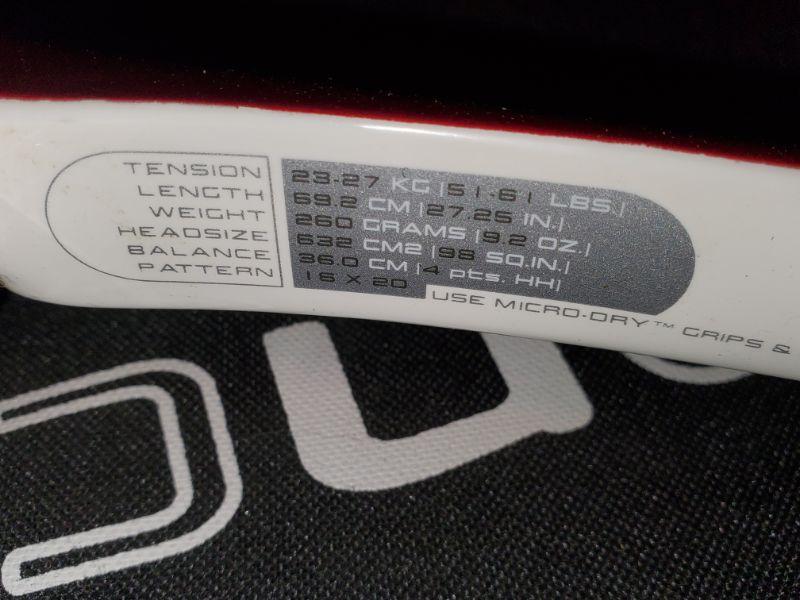 TENSION 23-27 KG | 51-61 LBS. |
LENGTH 69.2 CM | 27.25 IN. |
WEIGHT 260 GRAMS | 9.2 OZ. |
HEADSIZE 632 CM2 | 98 SQ.IN. |
BALANCE 36.0 CM | 4 pts. HH |
PATTERN 16 X 20
USE MICRO-DRY™ GRIPS &